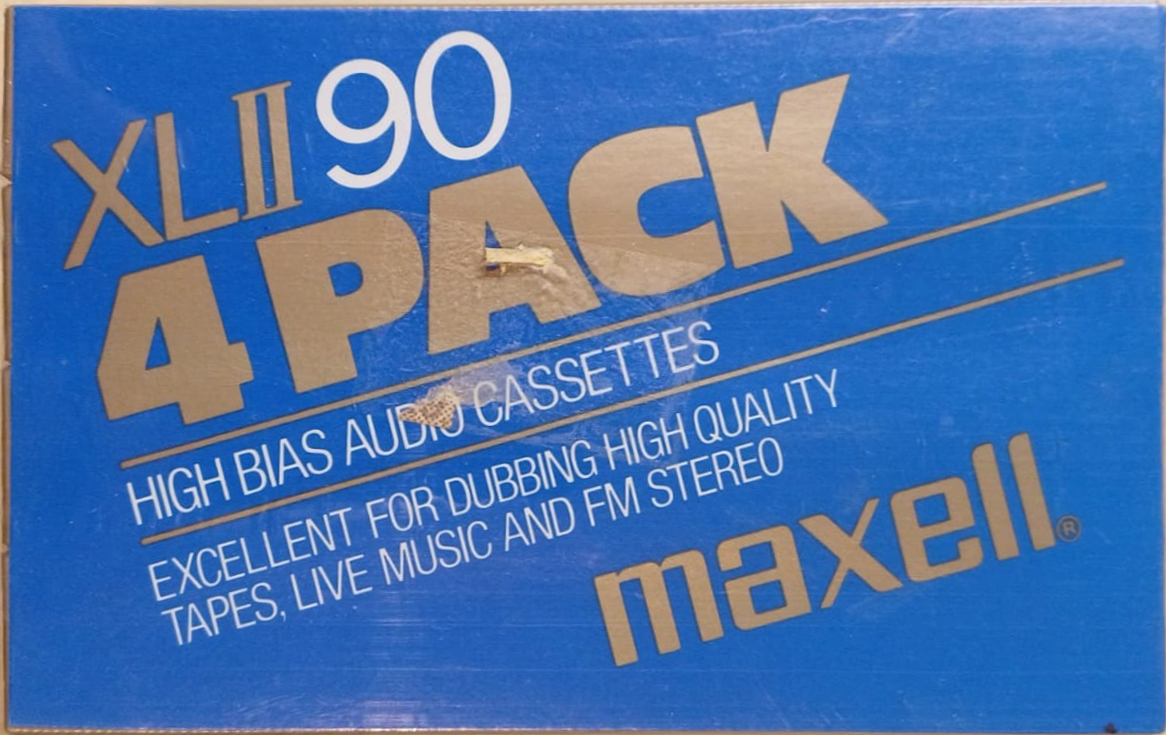 XLII 90
4 PACK
HIGH BIAS AUDIO CASSETTES
EXCELLENT FOR DUBBING HIGH QUALITY
TAPES, LIVE MUSIC AND FM STEREO
maxell®